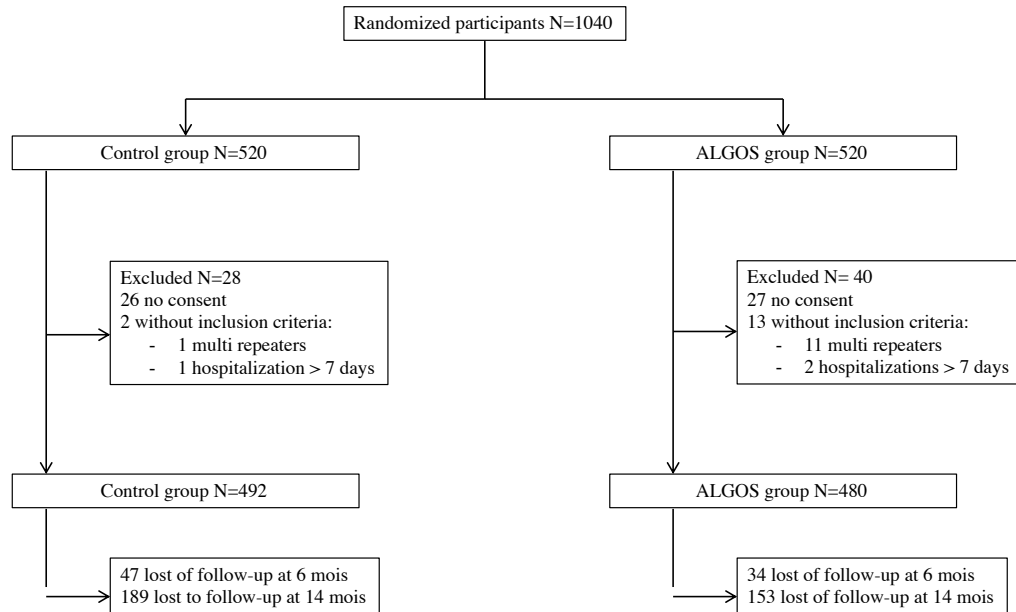 Randomized participants N=1040
Control group N=520
ALGOS group N=520
Excluded N=28
26 no consent
2 without inclusion criteria:
- 1 multi repeaters
- 1 hospitalization > 7 days
Excluded N= 40
27 no consent
13 without inclusion criteria:
- 11 multi repeaters
- 2 hospitalizations > 7 days
Control group N=492
ALGOS group N=480
47 lost of follow-up at 6 mois
189 lost to follow-up at 14 mois
34 lost of follow-up at 6 mois
153 lost of follow-up at 14 mois